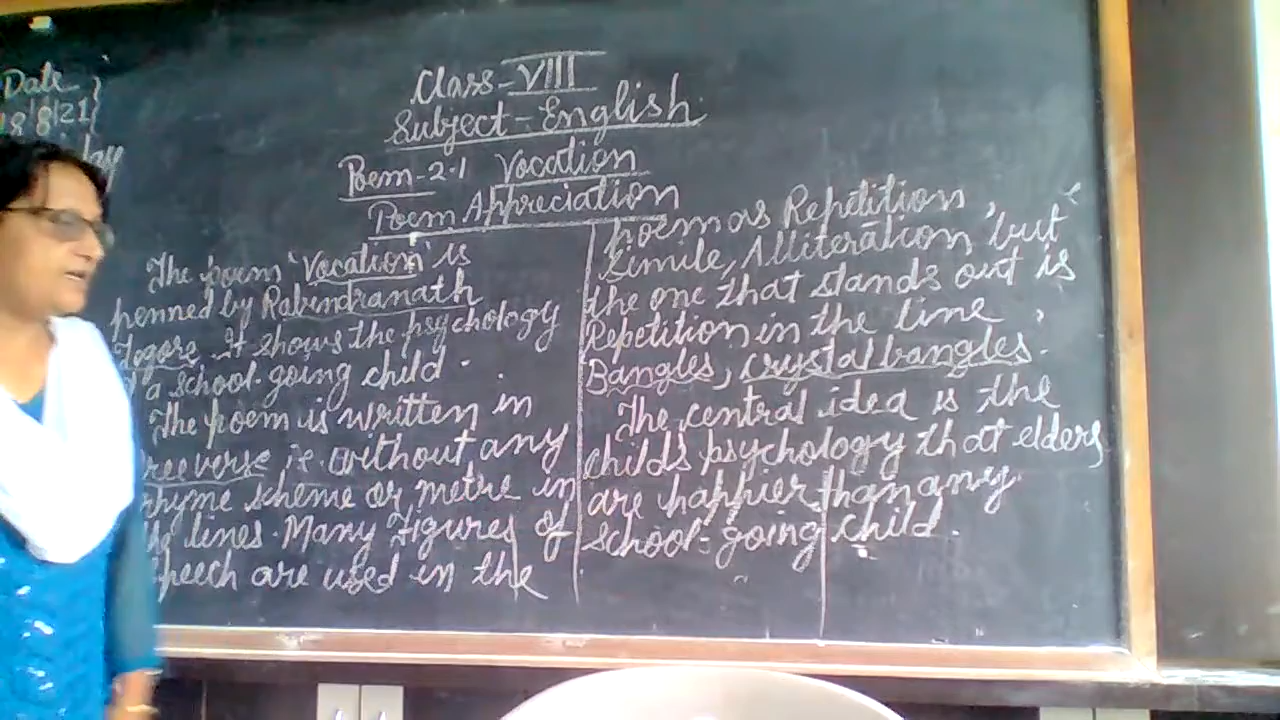 Date
18/8/21
Class-VIII
Subject-English
Poem-2.1 Vocation
Poem Appreciation
The poem 'Vocation' is
penned by Rabindranath
Tagore. It shows the psychology
a school-going child.
The poem is written in
free verse ie. without any
rhyme scheme or metre in
the lines. Many Figures of
speech are used in the
poem as Repetition,
Simile, Alliteration, but
the one that stands out is
Repetition in the line,
Bangles, crystal bangles.
The central idea is the
child's psychology that elders
are happier than any
school-going child.